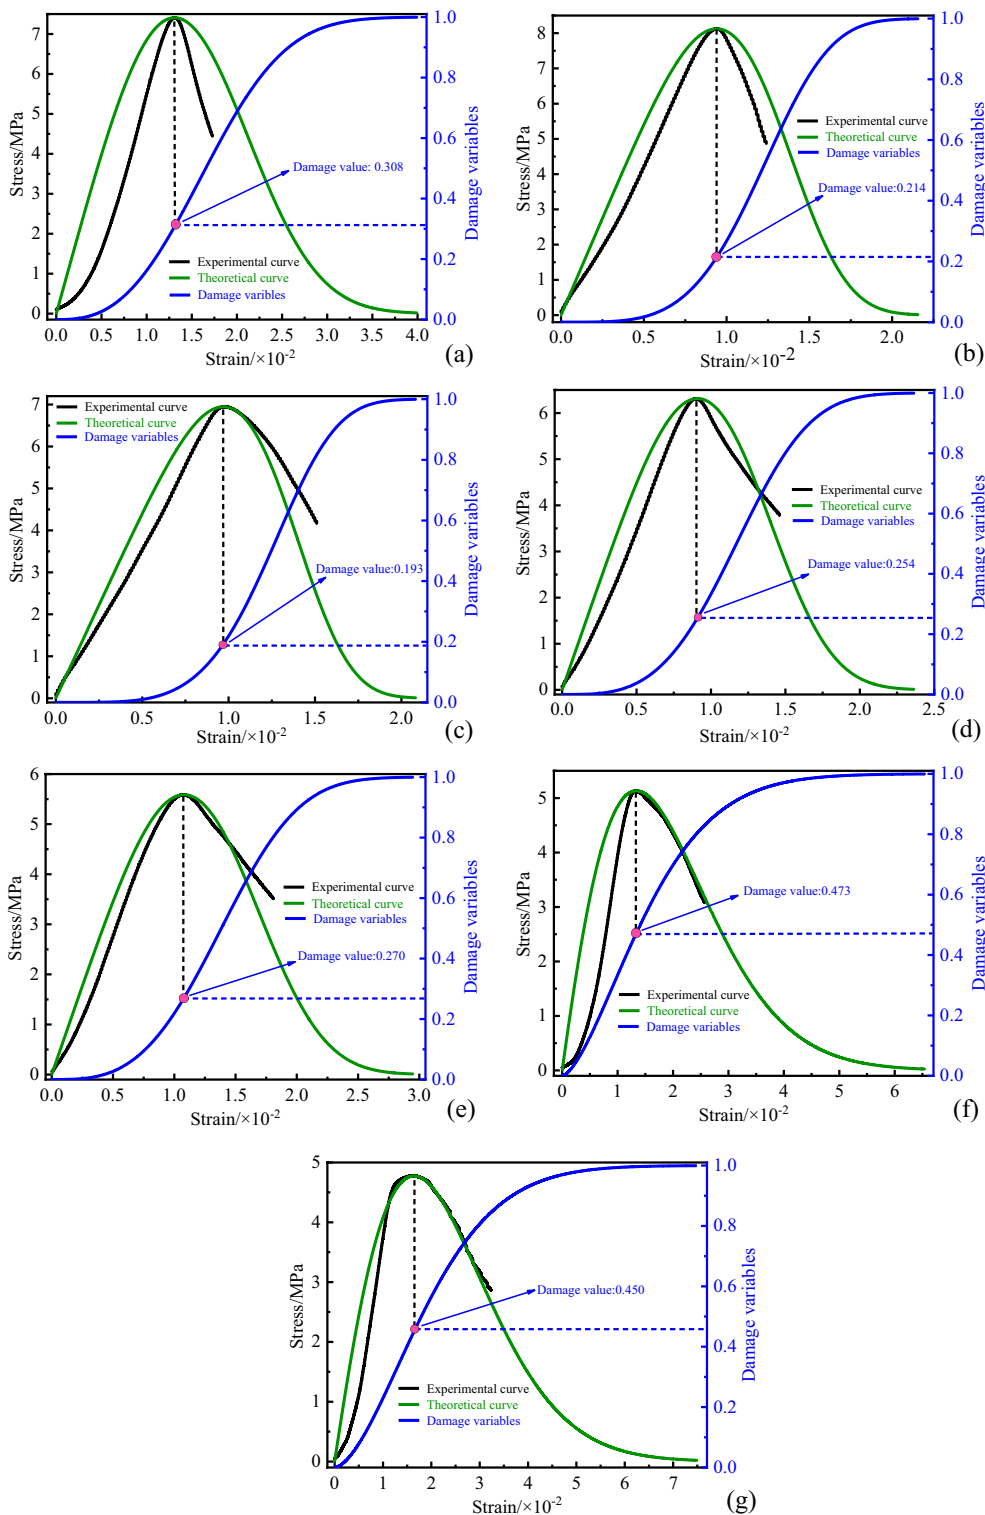 7
6
5
4
3
2
1
0
Stress/MPa
1.0
0.8
0.6
0.4
0.2
0.0
Damage variables
Damage value: 0.308
Experimental curve
Theoretical curve
Damage varibles
0.0 0.5 1.0 1.5 2.0 2.5 3.0 3.5 4.0
Strain/×10-2
(a)
8
7
6
5
4
3
2
1
0
Stress/MPa
1.0
0.8
0.6
0.4
0.2
0.0
Damage variables
Experimental curve
Theoretical curve
Damage variables
Damage value:0.214
0.0 0.5 1.0 1.5 2.0
Strain/×10-2
(b)
7
6
5
4
3
2
1
0
Stress/MPa
1.0
0.8
0.6
0.4
0.2
0.0
Damage variables
Experimental curve
Theoretical curve
Damage variables
Damage value:0.193
0.0 0.5 1.0 1.5 2.0
Strain/×10-2
(c)
6
5
4
3
2
1
0
Stress/MPa
1.0
0.8
0.6
0.4
0.2
0.0
Damage variables
Experimental curve
Theoretical curve
Damage variables
Damage value:0.254
0.0 0.5 1.0 1.5 2.0 2.5
Strain/×10-2
(d)
6
5
4
3
2
1
0
Stress/MPa
1.0
0.8
0.6
0.4
0.2
0.0
Damage variables
Experimental curve
Theoretical curve
Damage variables
Damage value:0.270
0.0 0.5 1.0 1.5 2.0 2.5 3.0
Strain/×10-2
(e)
5
4
3
2
1
0
Stress/MPa
1.0
0.8
0.6
0.4
0.2
0.0
Damage variables
Damage value:0.473
Experimental curve
Theoretical curve
Damage variables
0 1 2 3 4 5 6
Strain/×10-2
(f)
5
4
3
2
1
0
Stress/MPa
1.0
0.8
0.6
0.4
0.2
0.0
Damage variables
Damage value:0.450
Experimental curve
Theoretical curve
Damage variables
0 1 2 3 4 5 6 7
Strain/×10-2
(g)